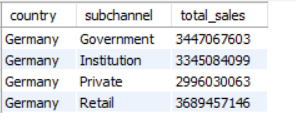 country subchannel total_sales
Germany Government 3447067603
Germany Institution 3345084099
Germany Private 2996030063
Germany Retail 3689457146